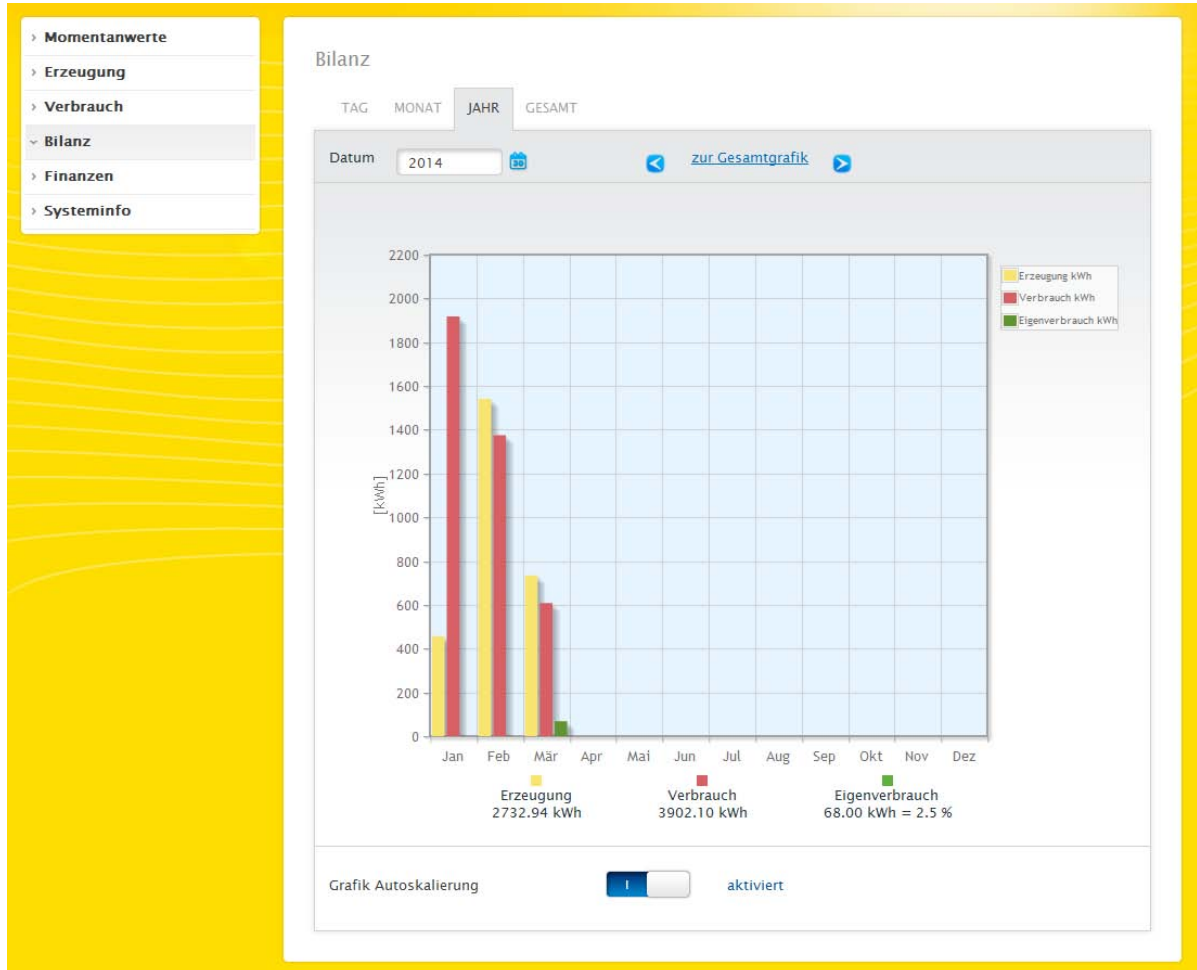 Momentanwerte
Erzeugung
Verbrauch
Bilanz
Finanzen
Systeminfo
Bilanz
TAG MONAT JAHR GESAMT
Datum 2014 30 zur Gesamtgrafik
2200
2000
1800
1600
1400
1200
1000
800
600
400
200
0
[kWh]
Jan Feb Mär Apr Mai Jun Jul Aug Sep Okt Nov Dez
Erzeugung kWh
Verbrauch kWh
Eigenverbrauch kWh
Erzeugung
2732.94 kWh
Verbrauch
3902.10 kWh
Eigenverbrauch
68.00 kWh = 2.5 %
Grafik Autoskalierung I aktiviert